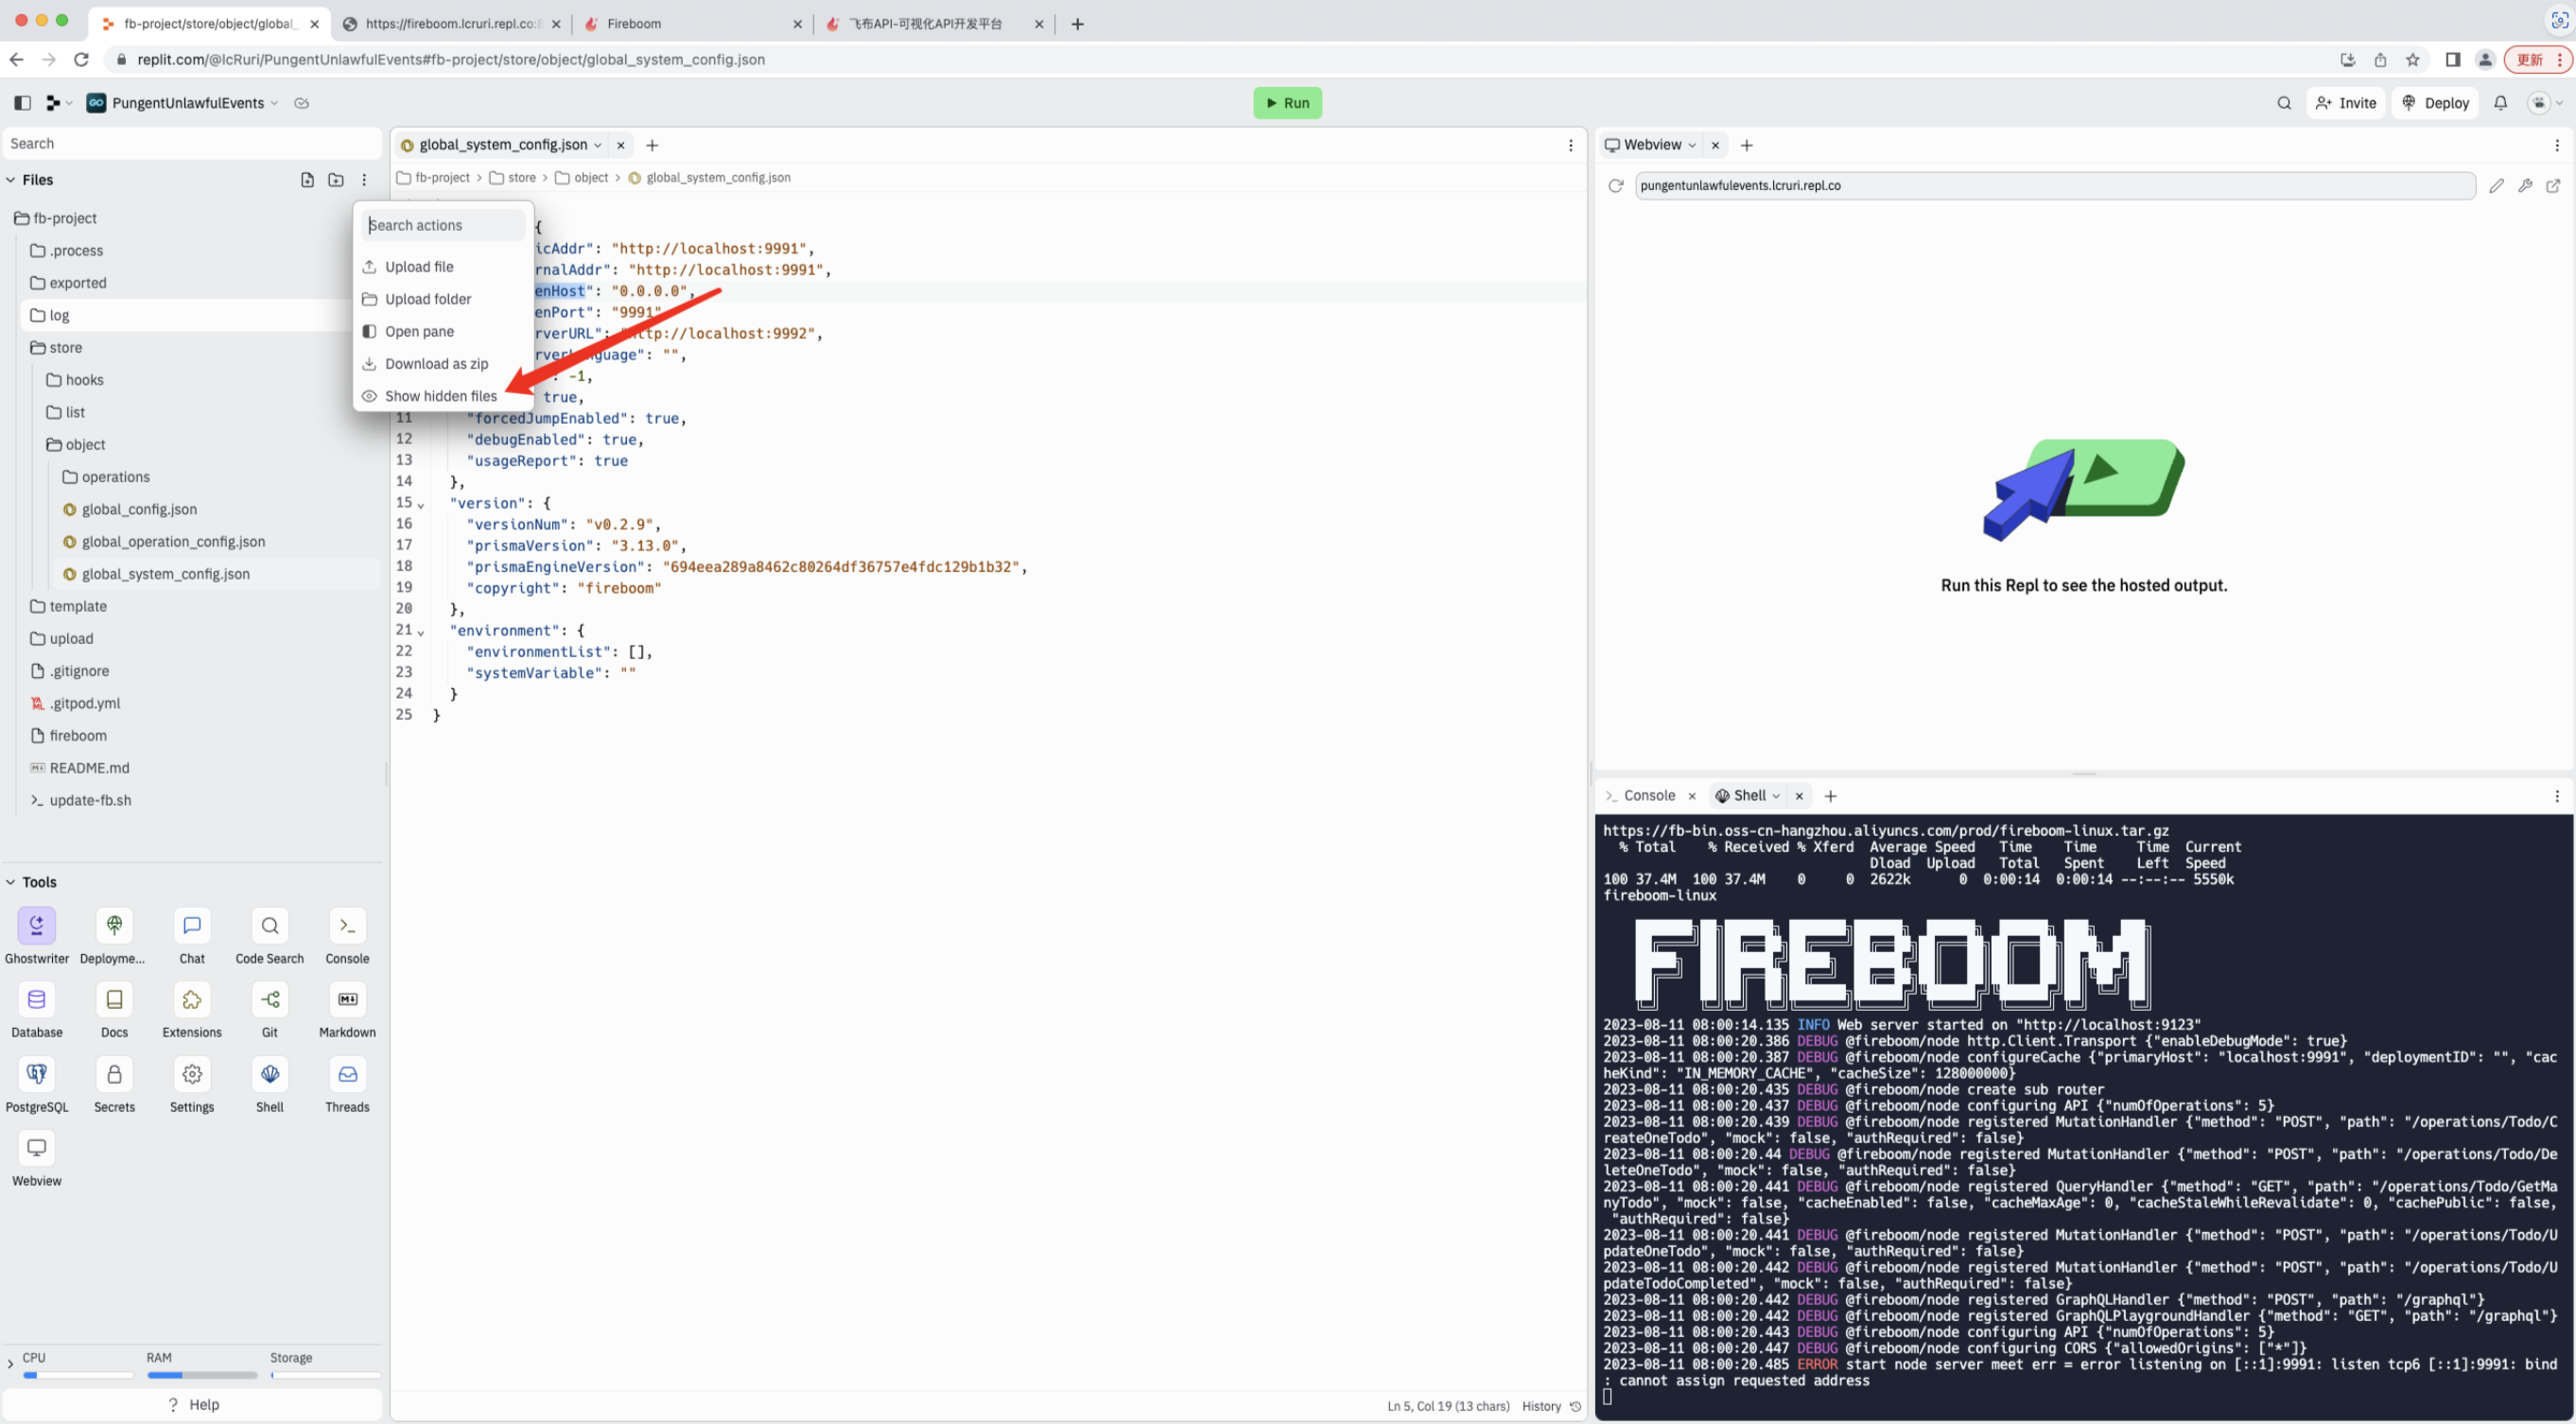 fb-project/store/object/global_
https://fireboom.lcruri.repl.co:8
Fireboom
飞布API-可视化API开发平台
replit.com/@lcRuri/PungentUnlawfulEvents#fb-project/store/object/global_system_config.json
更新
PungentUnlawfulEvents
Run
Invite
Deploy
Search
Files
fb-project
.process
exported
log
store
hooks
list
object
operations
global_config.json
global_operation_config.json
global_system_config.json
template
upload
.gitignore
.gitpod.yml
fireboom
README.md
update-fb.sh
Search actions
Upload file
Upload folder
Open pane
Download as zip
Show hidden files
Tools
Ghostwriter
Deployme...
Chat
Code Search
Console
Database
Docs
Extensions
Git
Markdown
PostgreSQL
Secrets
Settings
Shell
Threads
Webview
CPU
RAM
Storage
? Help
global_system_config.json
fb-project > store > object > global_system_config.json
{
icAddr": "http://localhost:9991",
rnalAddr": "http://localhost:9991",
enHost": "0.0.0.0",
enPort": "9991"
rverURL": "http://localhost:9992",
rverLanguage": "",
: -1,
true,
11 "forcedJumpEnabled": true,
12 "debugEnabled": true,
13 "usageReport": true
14 },
15 "version": {
16 "versionNum": "v0.2.9",
17 "prismaVersion": "3.13.0",
18 "prismaEngineVersion": "694eea289a8462c80264df36757e4fdc129b1b32",
19 "copyright": "fireboom"
20 },
21 "environment": {
22 "environmentList": [],
23 "systemVariable": ""
24 }
25 }
Ln 5, Col 19 (13 chars) History
Webview
pungentunlawfulevents.lcruri.repl.co
Run this Repl to see the hosted output.
Console
Shell
https://fb-bin.oss-cn-hangzhou.aliyuncs.com/prod/fireboom-linux.tar.gz
% Total % Received % Xferd Average Speed Time Time Time Current
Dload Upload Total Spent Left Speed
100 37.4M 100 37.4M 0 0 2622k 0 0:00:14 0:00:14 --:--:-- 5550k
fireboom-linux
FIREBOOM
2023-08-11 08:00:14.135 INFO Web server started on "http://localhost:9123"
2023-08-11 08:00:20.386 DEBUG @fireboom/node http.Client.Transport {"enableDebugMode": true}
2023-08-11 08:00:20.387 DEBUG @fireboom/node configureCache {"primaryHost": "localhost:9991", "deploymentID": "", "cac
heKind": "IN_MEMORY_CACHE", "cacheSize": 128000000}
2023-08-11 08:00:20.435 DEBUG @fireboom/node create sub router
2023-08-11 08:00:20.437 DEBUG @fireboom/node configuring API {"numOfOperations": 5}
2023-08-11 08:00:20.439 DEBUG @fireboom/node registered MutationHandler {"method": "POST", "path": "/operations/Todo/C
reateOneTodo", "mock": false, "authRequired": false}
2023-08-11 08:00:20.44 DEBUG @fireboom/node registered MutationHandler {"method": "POST", "path": "/operations/Todo/De
leteOneTodo", "mock": false, "authRequired": false}
2023-08-11 08:00:20.441 DEBUG @fireboom/node registered QueryHandler {"method": "GET", "path": "/operations/Todo/GetMa
nyTodo", "mock": false, "cacheEnabled": false, "cacheMaxAge": 0, "cacheStaleWhileRevalidate": 0, "cachePublic": false,
"authRequired": false}
2023-08-11 08:00:20.441 DEBUG @fireboom/node registered MutationHandler {"method": "POST", "path": "/operations/Todo/U
pdateOneTodo", "mock": false, "authRequired": false}
2023-08-11 08:00:20.442 DEBUG @fireboom/node registered MutationHandler {"method": "POST", "path": "/operations/Todo/U
pdateTodoCompleted", "mock": false, "authRequired": false}
2023-08-11 08:00:20.442 DEBUG @fireboom/node registered GraphQLHandler {"method": "POST", "path": "/graphql"}
2023-08-11 08:00:20.442 DEBUG @fireboom/node registered GraphQLPlaygroundHandler {"method": "GET", "path": "/graphql"}
2023-08-11 08:00:20.443 DEBUG @fireboom/node configuring API {"numOfOperations": 5}
2023-08-11 08:00:20.447 DEBUG @fireboom/node configuring CORS {"allowedOrigins": ["*"]}
2023-08-11 08:00:20.485 ERROR start node server meet err = error listening on [::1]:9991: listen tcp6 [::1]:9991: bind
: cannot assign requested address